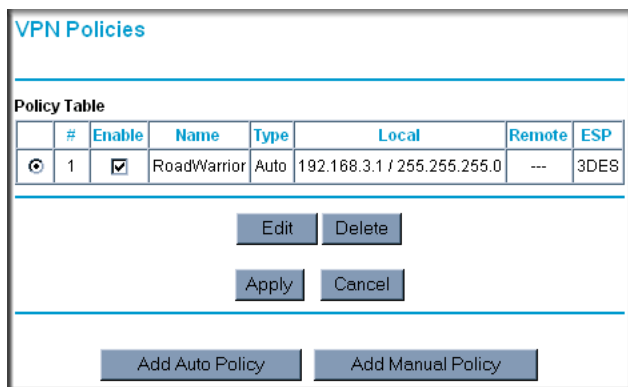 VPN Policies
Policy Table
# Enable Name Type Local Remote ESP
1 RoadWarrior Auto 192.168.3.1 / 255.255.255.0 --- 3DES
Edit Delete
Apply Cancel
Add Auto Policy Add Manual Policy